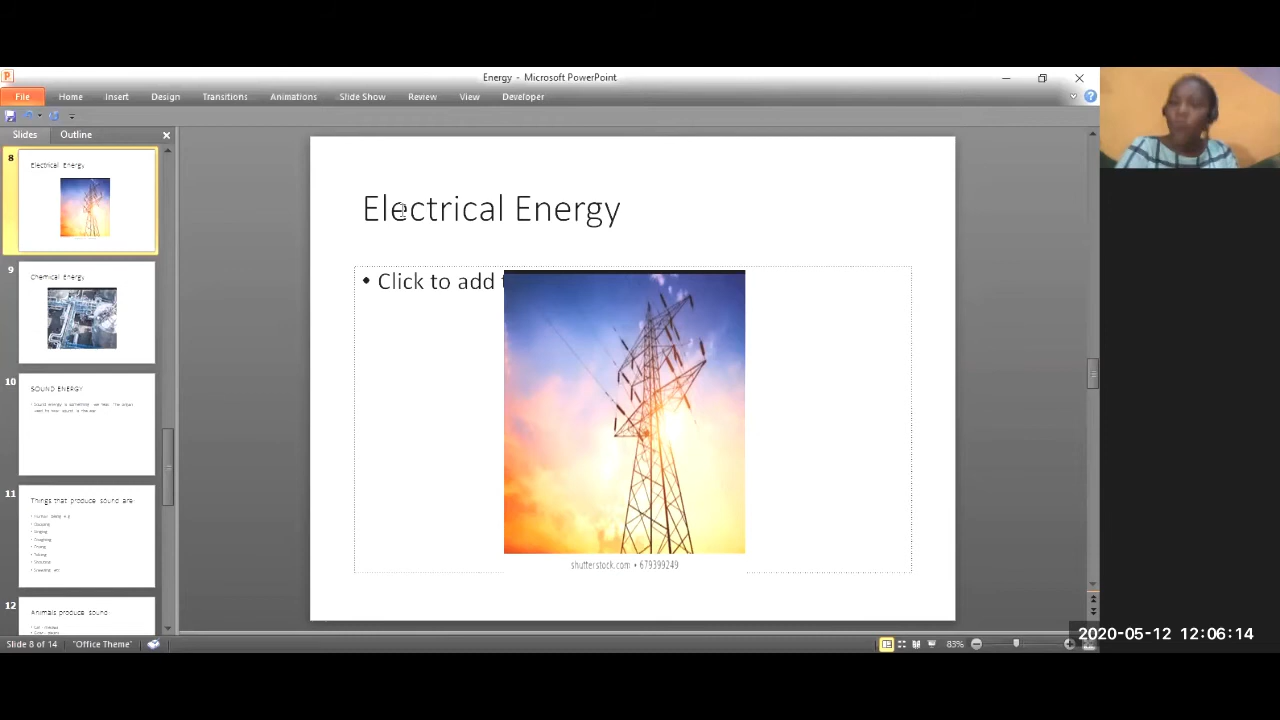 Energy - Microsoft PowerPoint
File Home Insert Design Transitions Animations Slide Show Review View Developer
Slides Outline
8
Electrical Energy
9
Chemical Energy
10
SOUND ENERGY
11
Things that produce sound are
12
Animals produce sound
Electrical Energy
• Click to add t
shutterstock.com • 679399249
Slide 8 of 14 "Office Theme" 83%
2020-05-12 12:06:14